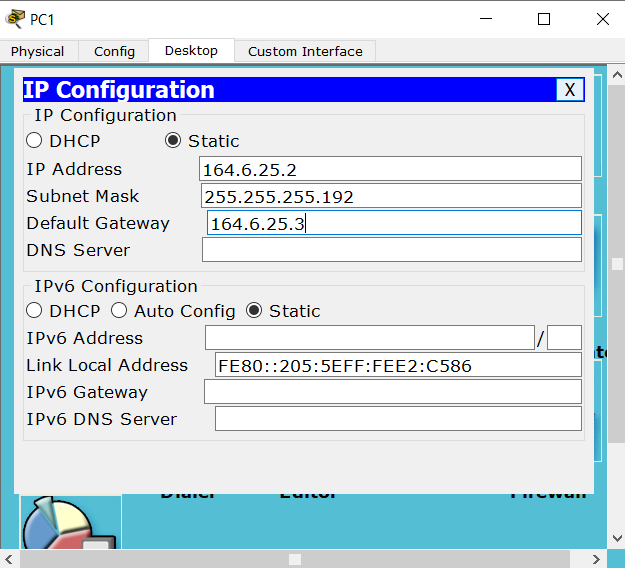 PC1
Physical Config Desktop Custom Interface
IP Configuration X
IP Configuration
DHCP Static
IP Address 164.6.25.2
Subnet Mask 255.255.255.192
Default Gateway 164.6.25.3
DNS Server
IPv6 Configuration
DHCP Auto Config Static
IPv6 Address /
Link Local Address FE80::205:5EFF:FEE2:C586
IPv6 Gateway
IPv6 DNS Server
Dialer Editor Firewall